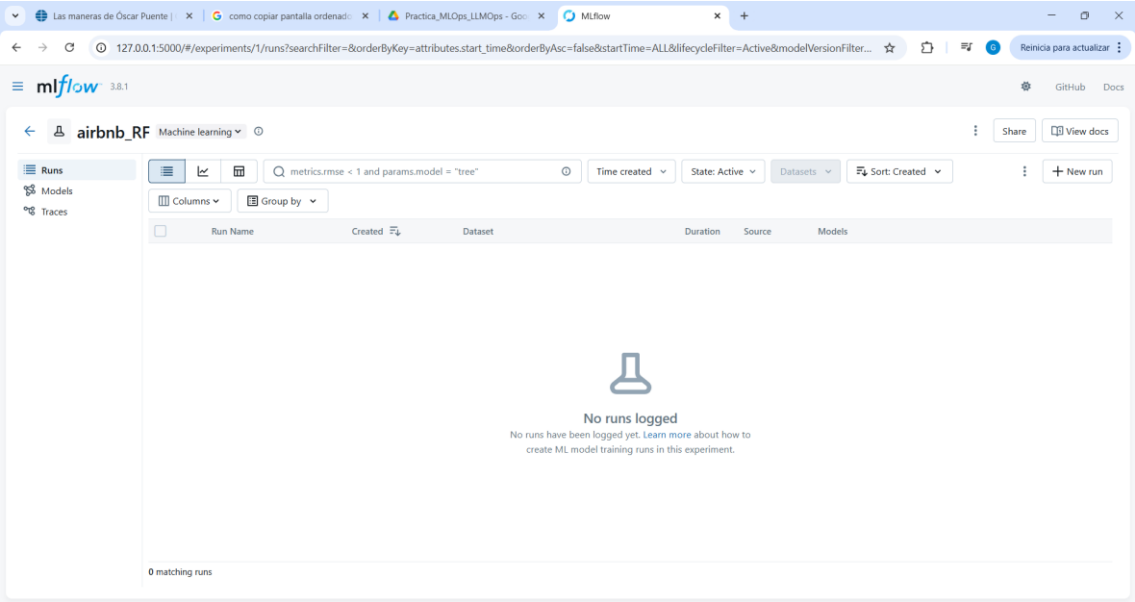 Las maneras de Óscar Puente |
como copiar pantalla ordenado
Practica_MLOps_LLMOps - Goo
MLflow
127.0.0.1:5000/#/experiments/1/runs?searchFilter=&orderByKey=attributes.start_time&orderByAsc=false&startTime=ALL&lifecycleFilter=Active&modelVersionFilter...
G
Reinicia para actualizar
mlflow 3.8.1
GitHub Docs
airbnb_RF Machine learning
Share View docs
Runs
Models
Traces
metrics.rmse < 1 and params.model = "tree"
Time created State: Active Datasets Sort: Created + New run
Columns Group by
Run Name Created Dataset Duration Source Models
No runs logged
No runs have been logged yet. Learn more about how to
create ML model training runs in this experiment.
0 matching runs